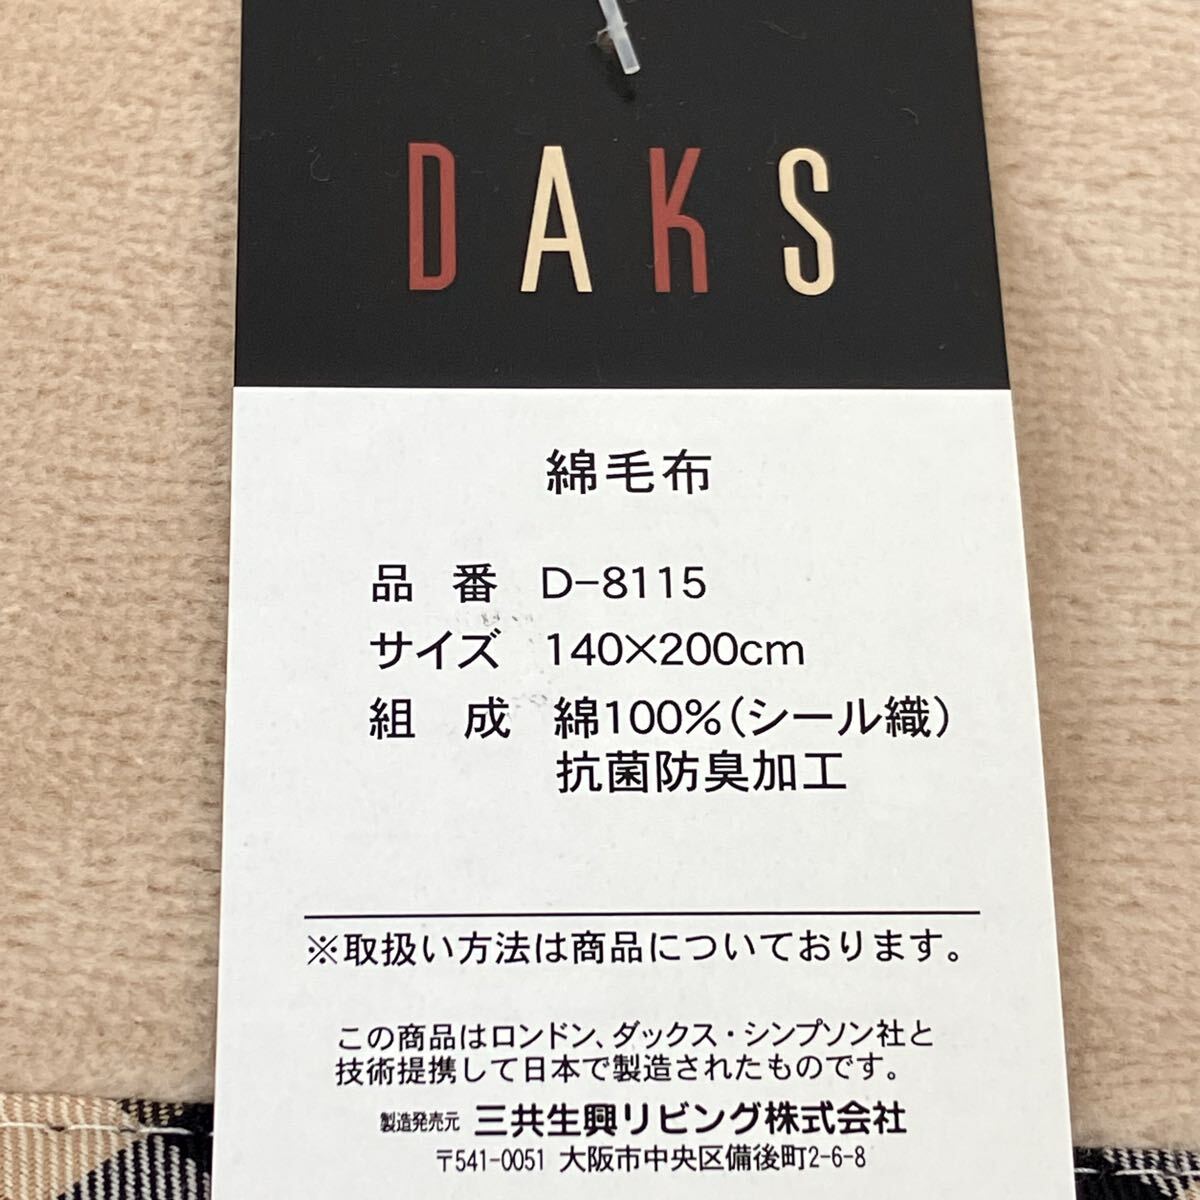 DAKS
綿毛布
品 番 D-8115
サイズ 140×200cm
組 成 綿100%(シール織)
抗菌防臭加工
※取扱い方法は商品についております。
この商品はロンドン、ダックス・シンプソン社と
技術提携して日本で製造されたものです。
製造発売元 三共生興リビング株式会社
〒541-0051 大阪市中央区備後町2-6-8